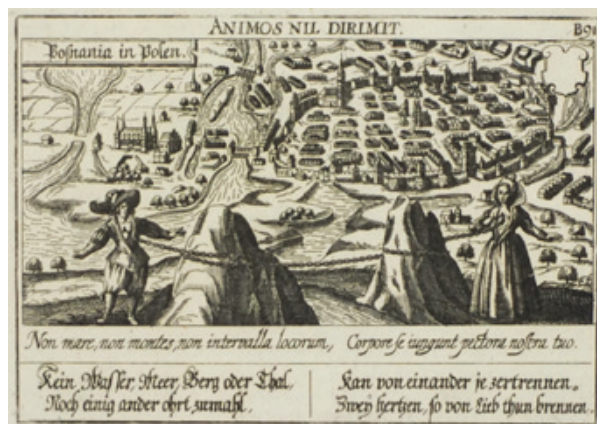 ANIMOS NIL DIRIMIT.
B91
Posnania in Polen.
Non mare, non montes, non intervalla locorum, Corpore se iungunt pectora nostra tuo.
Kein Wasser, Meer, Berg oder Thal,
Noch einig ander ohrt zumahl,
Kan von einander je zertrennen,
Zwey hertzen, so von Lieb thun brennen.